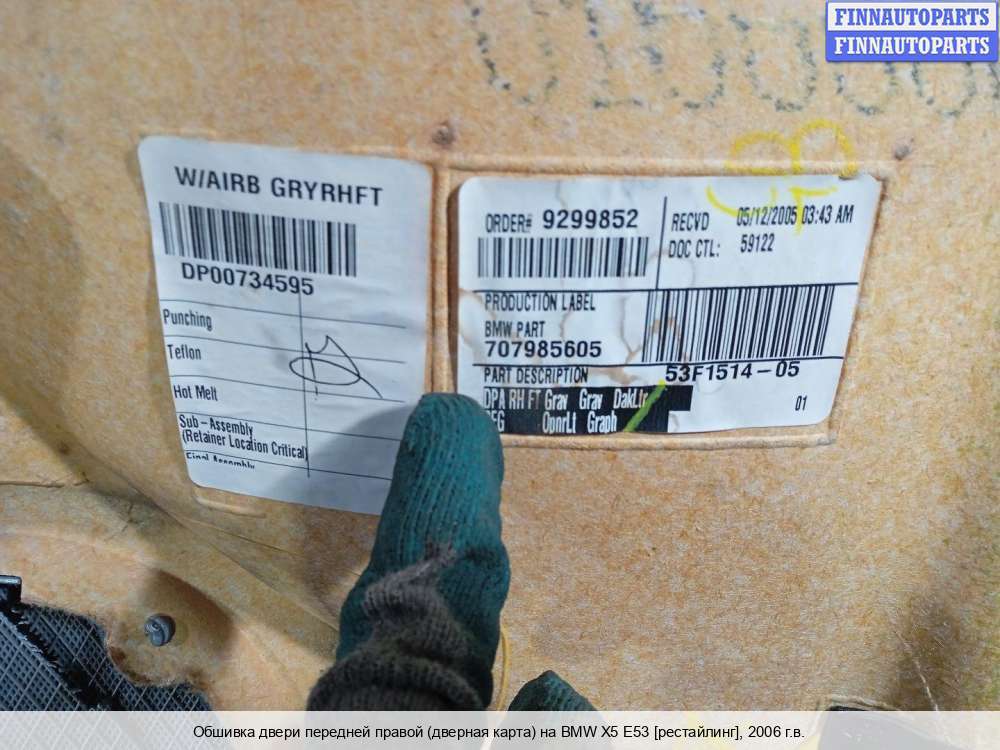 FINNAUTOPARTS
FINNAUTOPARTS
W/AIRB GRYRHFT
DP00734595
Punching
Teflon
Hot Melt
Sub-Assembly
(Retainer Location Critical)
Final Assembly
ORDER# 9299852
RECVD 05/12/2005 03:43 AM
DOC CTL: 59122
PRODUCTION LABEL
BMW PART
707985605
PART DESCRIPTION
53F1514-05
DPA RH FT Grav Grav DakLtr
OpnrLt Graph
01
Обшивка двери передней правой (дверная карта) на BMW X5 E53 [рестайлинг], 2006 г.в.